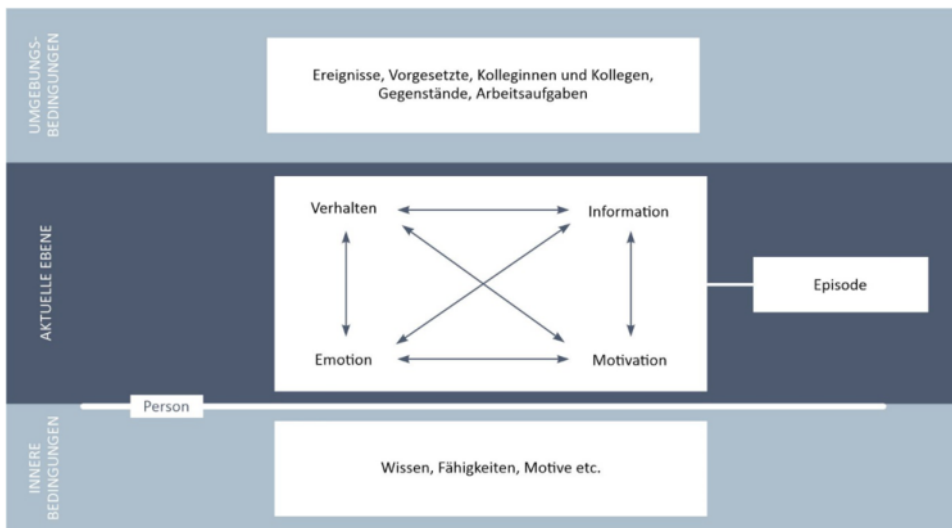 UMGEBUNGS-
BEDINGUNGEN
Ereignisse, Vorgesetzte, Kolleginnen und Kollegen,
Gegenstände, Arbeitsaufgaben
AKTUELLE EBENE
Verhalten
Information
Emotion
Motivation
Episode
Person
INNERE
BEDINGUNGEN
Wissen, Fähigkeiten, Motive etc.